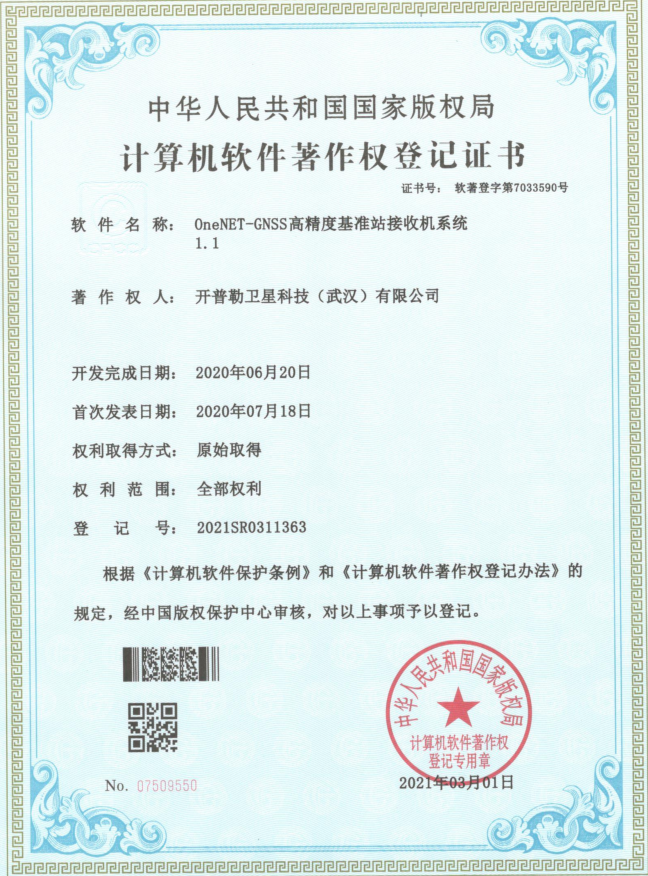 中华人民共和国国家版权局
计算机软件著作权登记证书
证书号： 软著登字第7033590号
软件名称： OneNET-GNSS高精度基准站接收机系统
1.1
著作权人： 开普勒卫星科技（武汉）有限公司
开发完成日期： 2020年06月20日
首次发表日期： 2020年07月18日
权利取得方式： 原始取得
权利范围： 全部权利
登记号： 2021SR0311363
根据《计算机软件保护条例》和《计算机软件著作权登记办法》的
规定，经中国版权保护中心审核，对以上事项予以登记。
中华人民共和国国家版权局
计算机软件著作权
登记专用章
No. 07509550
2021年03月01日